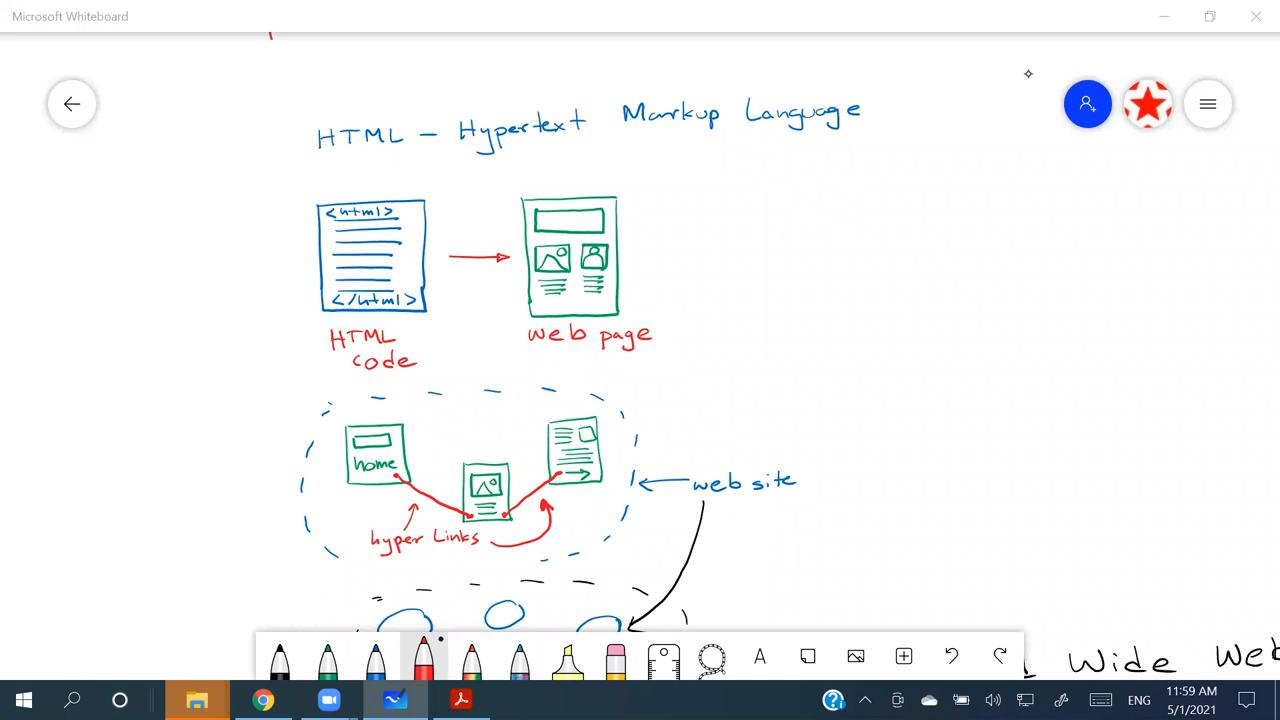 Microsoft Whiteboard
HTML - Hypertext Markup Language
<html>
</html>
HTML
code
web page
home
web site
hyper Links
Wide Web
A
ENG
11:59 AM
5/1/2021